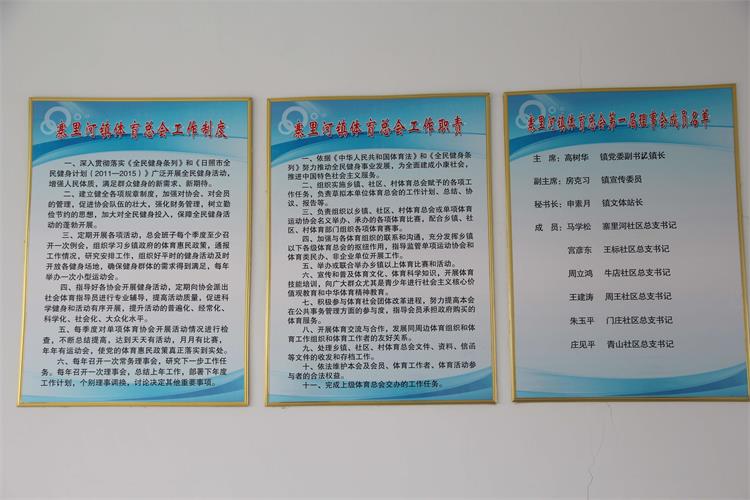 寨里河镇体育总会工作制度
一、深入贯彻落实《全民健身条列》和《日照市全
民健身计划（2011—2015）》广泛开展全民健身活动，
增强人民体质，满足群众健身的新需求、新期待。
二、建立健全各项规章制度，加强对协会、对会员
的管理，促进协会队伍的壮大，强化财务管理，树立勤
俭节约的思想，加大对全民健身投入，保障全民健身活动
的蓬勃开展。
三、定期开展各项活动，总会班子每个季度至少召
开一次例会，组织学习乡镇政府的体育惠民政策，通报
工作情况，研究安排工作，组织好平时的健身活动及时
开放各健身场地，确保健身群体的需求得到满足，每年
举办一次小型运动会。
四、指导好各协会开展健身活动，定期向协会派出
社会体育指导员进行专业辅导，提高活动质量，促进科
学健身和活动有序开展，提升活动的普遍化、经常化、
科学化、社会化、大众化水平。
五、每季度对单项体育协会开展活动情况进行检
查，不断总结提高，达到天天有活动，月月有比赛，
年年有运动会，使党的体育惠民政策真正落实到实处。
六、每年召开一次常务理事会，研究下一步工作任
务。每年召开一次理事会，总结上年工作，部署下年度
工作计划，个别理事调换，讨论决定其他重要事项。
寨里河镇体育总会工作职责
一、依据《中华人民共和国体育法》和《全民健身条
列》努力推动全民健身事业发展，为全面建成小康社会，
推进中国特色社会主义服务。
二、组织实施乡镇、社区、村体育总会赋予的各项工
作任务，负责草拟本单位体育总会的工作计划、总结、协
议、报告等。
三、负责组织以乡镇、社区、村体育总会或单项体育
运动协会名义举办、承办的各项体育比赛，配合乡镇、社
区、村体育部门组织各项体育赛事。
四、加强与各体育组织的联系和沟通，充分发挥乡镇
以下各级体育总会的枢纽作用，指导监管单项运动协会和
体育类民办、非企业单位开展工作。
五、举办或联合举办乡镇以上体育比赛和活动。
六、宣传和普及体育文化、体育科学知识，开展体育
技能培训，向广大群众尤其是青少年进行社会主义核心价
值观教育和中华体育精神教育。
七、积极参与体育社会团体改革进程，努力提高本会
在公共事务管理方面的参与度，指导会员承担政府购买的
体育服务。
八、开展体育交流与合作，发展同周边体育组织和体
育工作组织和体育工作者的友好关系。
九、处理乡镇、社区、村体育总会文件、资料、信函
等文件的收发和存档工作。
十、依法维护本会及会员、体育工作者、体育活动参
与者的合法权益。
十一、完成上级体育总会交办的工作任务。
寨里河镇体育总会第一届理事会成员名单
主 席：高树华 镇党委副书记镇长
副主席：房克习 镇宣传委员
秘书长：申素月 镇文体站长
成 员：马学松 寨里河社区总支书记
宫彦东 王标社区总支书记
周立鸿 牛店社区总支书记
王建涛 周王社区总支书记
朱玉平 门庄社区总支书记
庄见平 青山社区总支书记